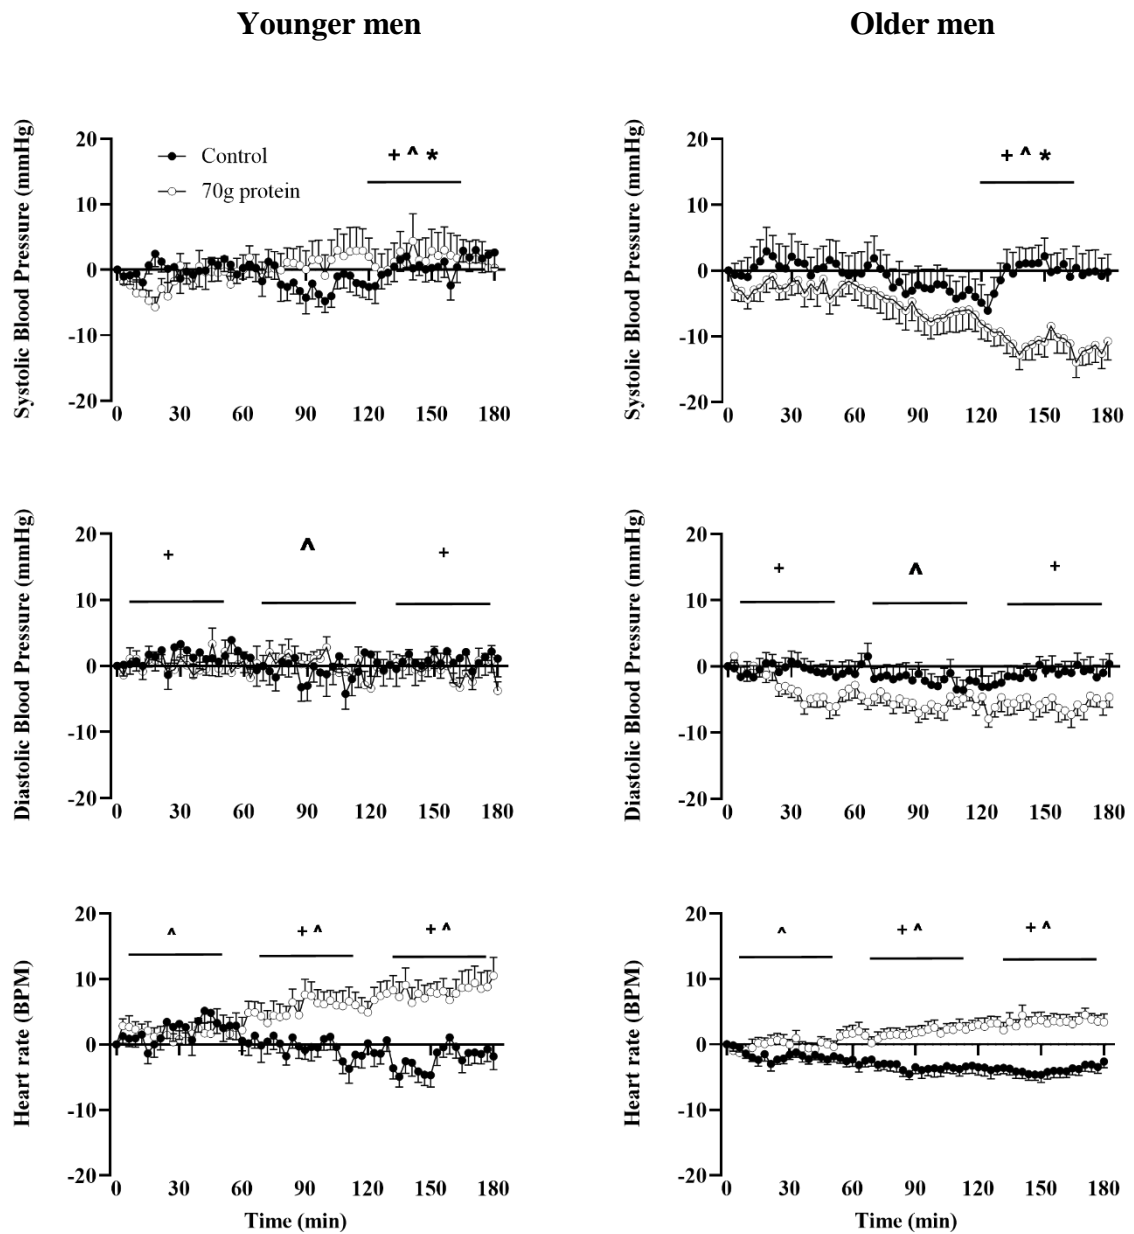 Younger men
Older men
Systolic Blood Pressure (mmHg)
20
10
0
-10
-20
Control
70g protein
+ ^ *
0 30 60 90 120 150 180
Systolic Blood Pressure (mmHg)
20
10
0
-10
-20
+ ^ *
0 30 60 90 120 150 180
Diastolic Blood Pressure (mmHg)
20
10
0
-10
-20
+ ^ +
0 30 60 90 120 150 180
Diastolic Blood Pressure (mmHg)
20
10
0
-10
-20
+ ^ +
0 30 60 90 120 150 180
Heart rate (BPM)
20
10
0
-10
-20
^ + ^ + ^
0 30 60 90 120 150 180
Time (min)
Heart rate (BPM)
20
10
0
-10
-20
^ + ^ + ^
0 30 60 90 120 150 180
Time (min)